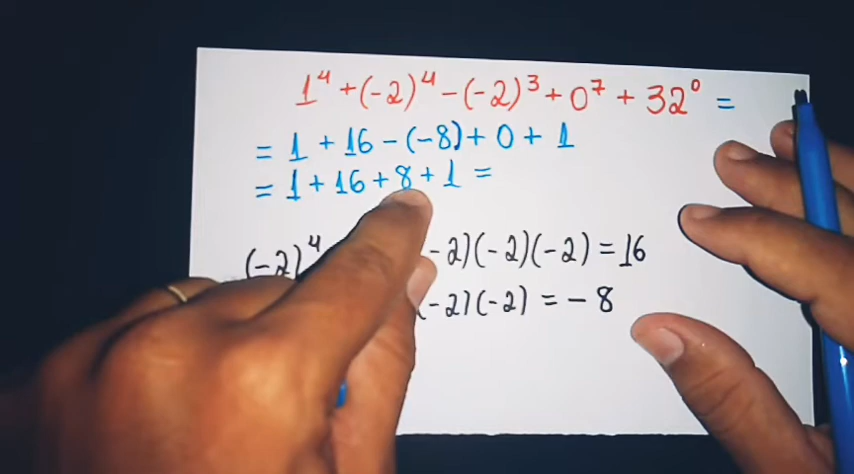 1⁴ + (-2)⁴ - (-2)³ + 0⁷ + 32⁰ =
= 1 + 16 - (-8) + 0 + 1
= 1 + 16 + 8 + 1 =
(-2)⁴ -2)(-2)(-2) = 16
(-2)(-2) = -8